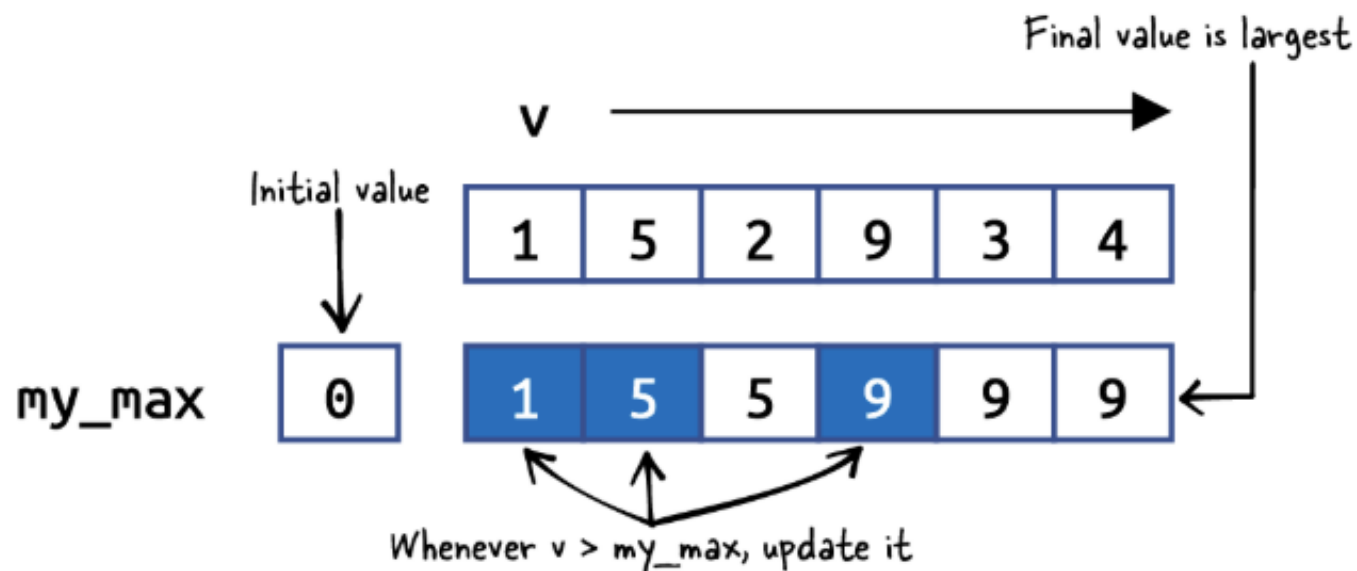 Final value is largest
v
Initial value
1 5 2 9 3 4
my_max 0 1 5 5 9 9 9
Whenever v > my_max, update it